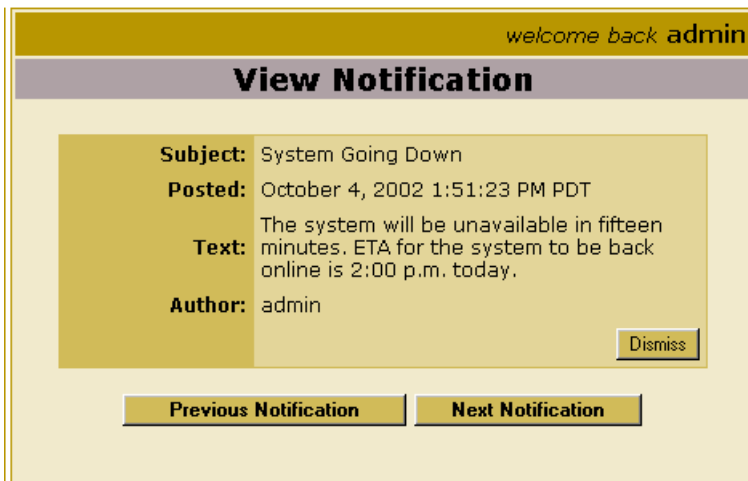 welcome back admin
View Notification
Subject: System Going Down
Posted: October 4, 2002 1:51:23 PM PDT
The system will be unavailable in fifteen
Text: minutes. ETA for the system to be back
online is 2:00 p.m. today.
Author: admin
Dismiss
Previous Notification Next Notification